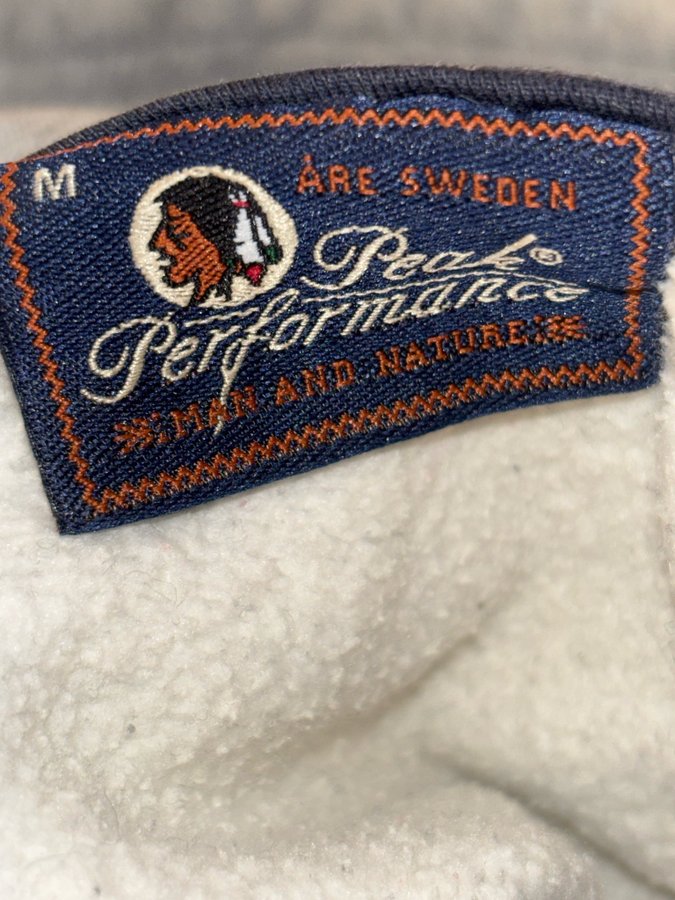 M
ÅRE SWEDEN
Peak®
Performance
MAN AND NATURE